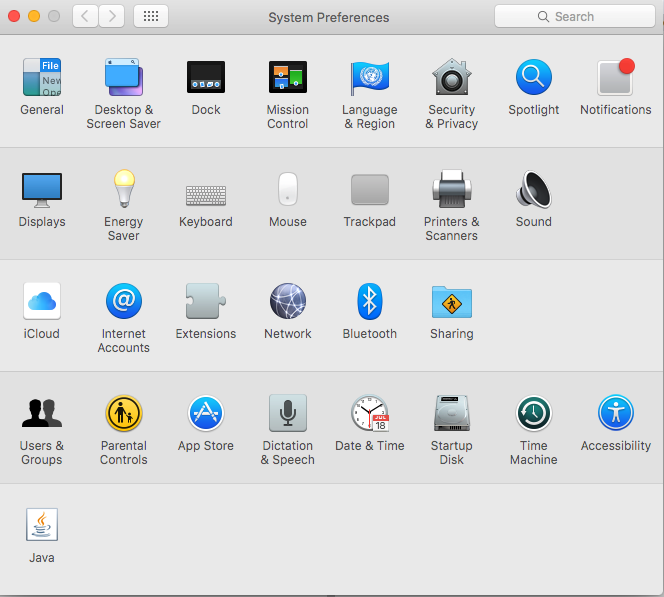 System Preferences
Search
File
New
Ope
General
Desktop &
Screen Saver
Dock
Mission
Control
Language
& Region
Security
& Privacy
Spotlight
Notifications
Displays
Energy
Saver
Keyboard
Mouse
Trackpad
Printers &
Scanners
Sound
iCloud
@
Internet
Accounts
Extensions
Network
Bluetooth
Sharing
Users &
Groups
Parental
Controls
App Store
Dictation
& Speech
JUL
18
Date & Time
Startup
Disk
Time
Machine
Accessibility
Java